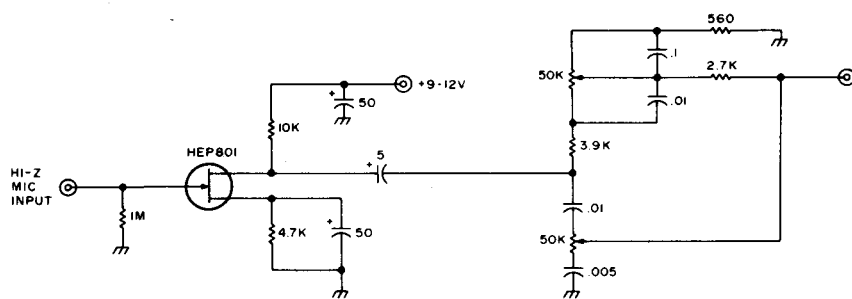 560
.1
+9-12V
2.7K
50K
+
50
.01
10K
HEP801
3.9K
+
5
HI-Z
MIC
INPUT
.01
1M
+
4.7K
50
50K
.005